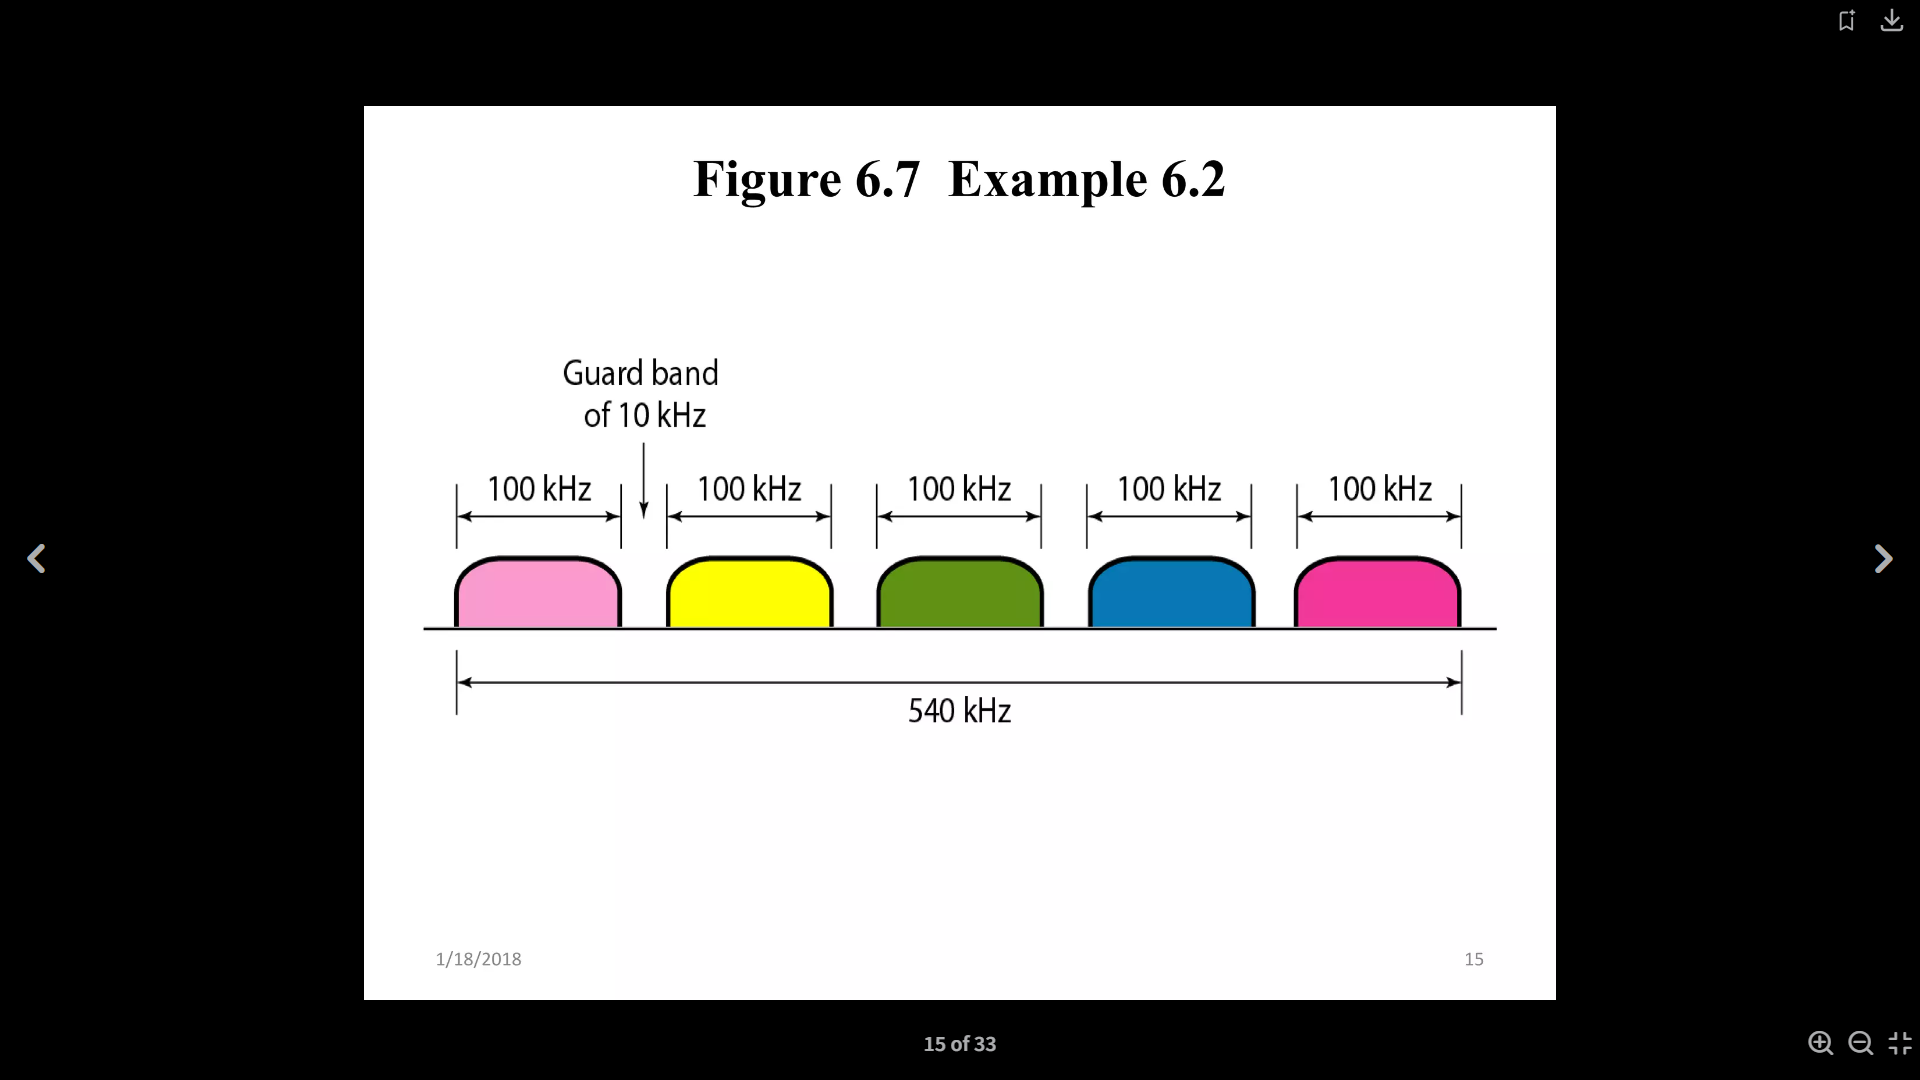 Figure 6.7  Example 6.2
Guard band
of 10 kHz
100 kHz 100 kHz 100 kHz 100 kHz 100 kHz
540 kHz
1/18/2018 15
15 of 33